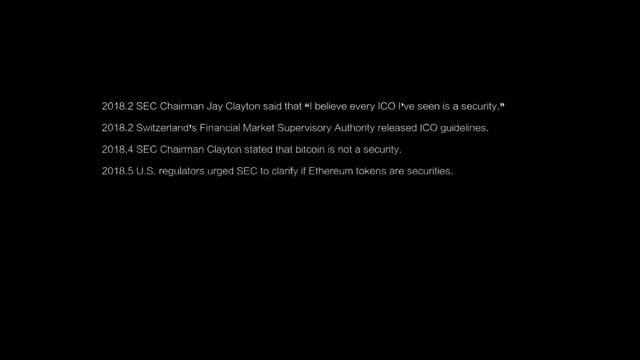 2018.2 SEC Chairman Jay Clayton said that “I believe every ICO I’ve seen is a security.”
2018.2 Switzerland’s Financial Market Supervisory Authority released ICO guidelines.
2018.4 SEC Chairman Clayton stated that bitcoin is not a security.
2018.5 U.S. regulators urged SEC to clarify if Ethereum tokens are securities.